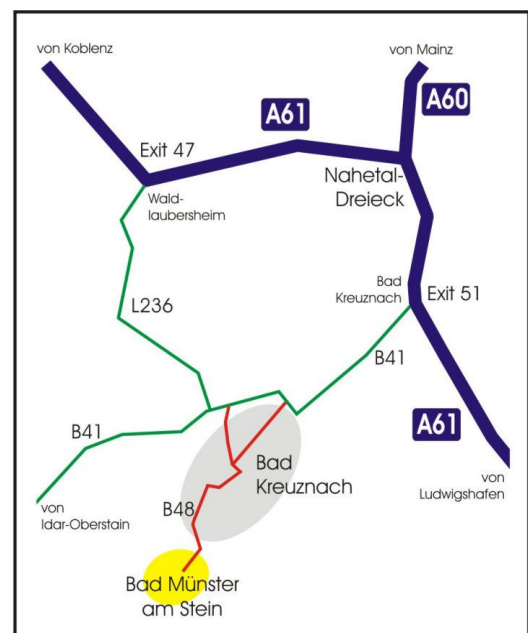 von Koblenz
von Mainz
A60
A61
Exit 47
Nahetal-
Dreieck
Wald-
laubersheim
Bad
Kreuznach
Exit 51
L236
B41
A61
B41
Bad
Kreuznach
von
Ludwigshafen
von
Idar-Oberstain
B48
Bad Münster
am Stein